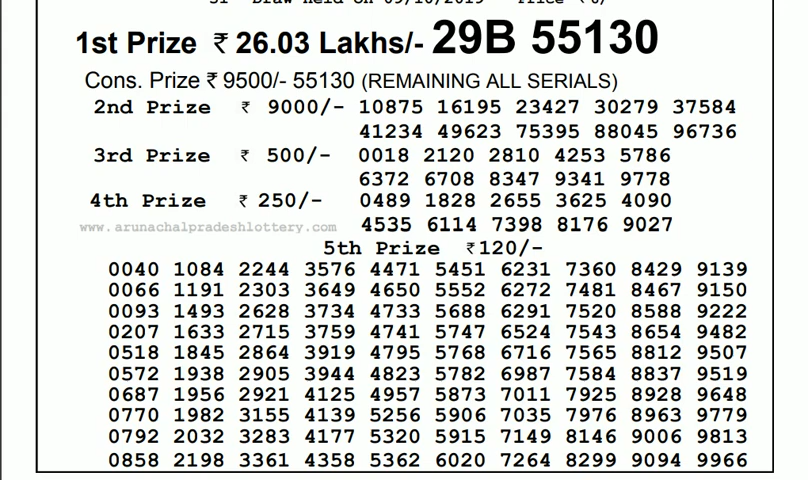 1st Prize ₹ 26.03 Lakhs/- 29B 55130
Cons. Prize ₹ 9500/- 55130 (REMAINING ALL SERIALS)
2nd Prize ₹ 9000/- 10875 16195 23427 30279 37584
41234 49623 75395 88045 96736
3rd Prize ₹ 500/- 0018 2120 2810 4253 5786
6372 6708 8347 9341 9778
4th Prize ₹ 250/- 0489 1828 2655 3625 4090
www.arunachalpradeshlottery.com 4535 6114 7398 8176 9027
5th Prize ₹120/-
0040 1084 2244 3576 4471 5451 6231 7360 8429 9139
0066 1191 2303 3649 4650 5552 6272 7481 8467 9150
0093 1493 2628 3734 4733 5688 6291 7520 8588 9222
0207 1633 2715 3759 4741 5747 6524 7543 8654 9482
0518 1845 2864 3919 4795 5768 6716 7565 8812 9507
0572 1938 2905 3944 4823 5782 6987 7584 8837 9519
0687 1956 2921 4125 4957 5873 7011 7925 8928 9648
0770 1982 3155 4139 5256 5906 7035 7976 8963 9779
0792 2032 3283 4177 5320 5915 7149 8146 9006 9813
0858 2198 3361 4358 5362 6020 7264 8299 9094 9966